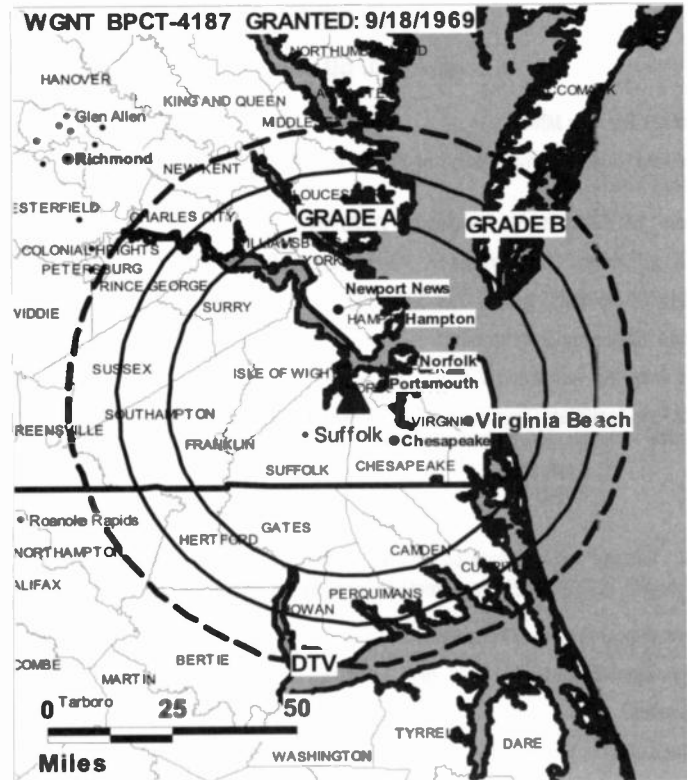 WGNT BPCT-4187 GRANTED: 9/18/1969
HANOVER
KING AND QUEEN
Glen Allen
Richmond
NEW KENT
CHARLES CITY
GRADE A
GRADE B
COLONIAL HEIGHTS
PETERSBURG
SURRY
Newport News
Hampton
SUSSEX
ISLE OF WIGHT
Norfolk
Portsmouth
SOUTHAMPTON
VIRGINIA
Virginia Beach
FRANKLIN
Suffolk
Chesapeake
SUFFOLK
CHESAPEAKE
Roanoke Rapids
GATES
HERTFORD
NORTHAMPTON
CAMDEN
PERQUIMANS
BERTIE
DTV
MARTIN
Tarboro
0 25 50
Miles
TYRREL
DARE
WASHINGTON